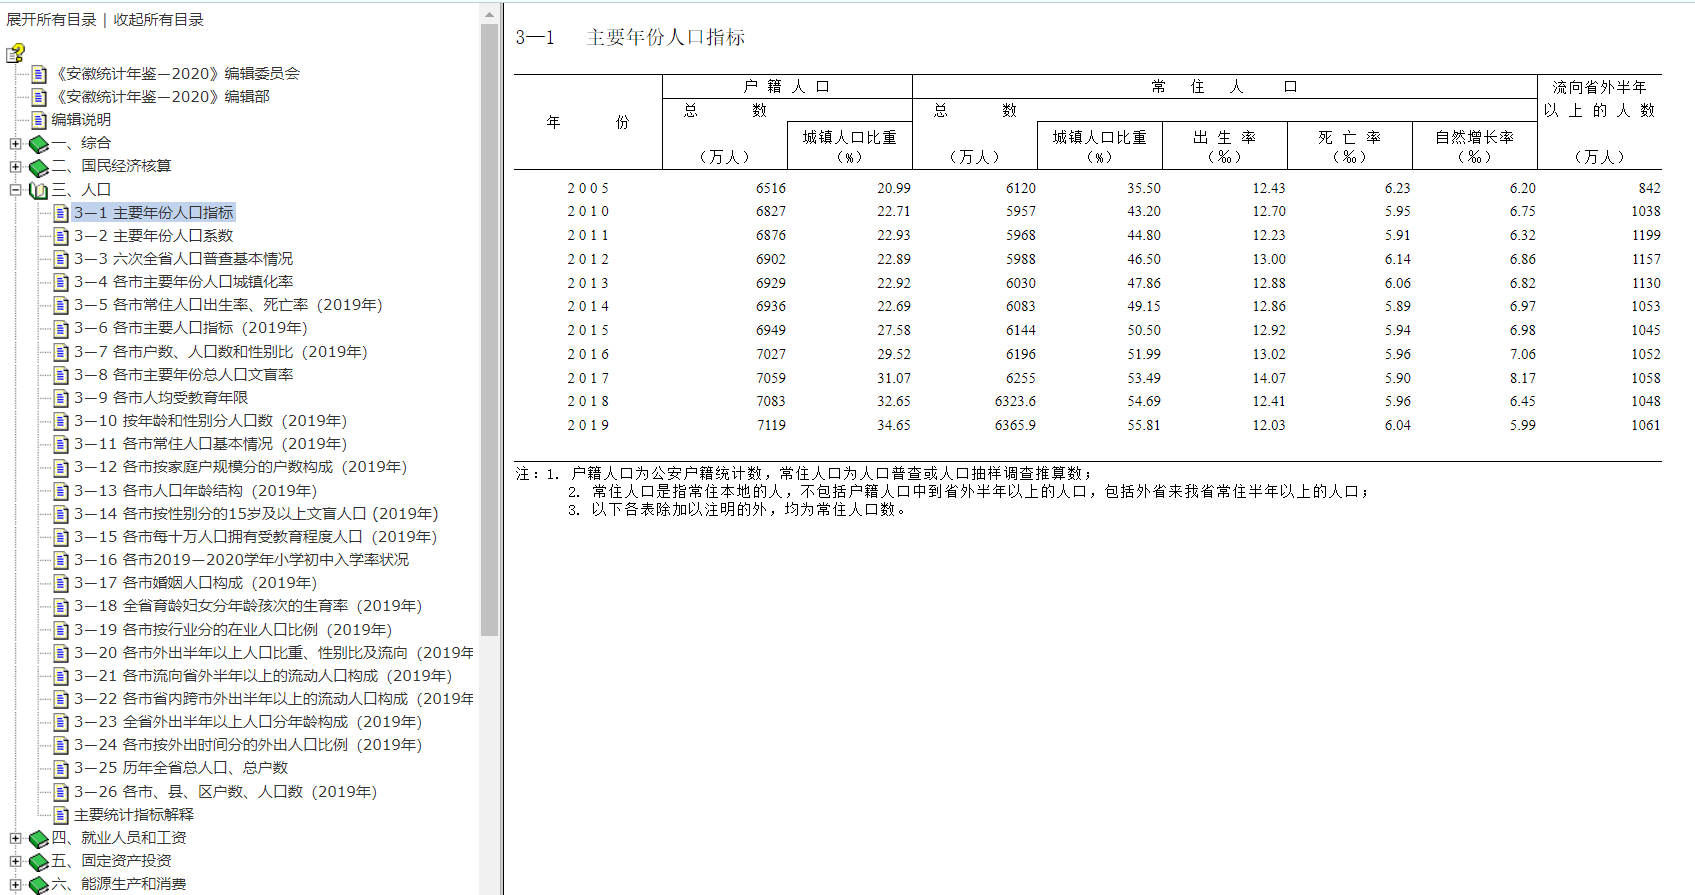 展开所有目录 | 收起所有目录
《安徽统计年鉴—2020》编辑委员会
《安徽统计年鉴—2020》编辑部
编辑说明
一、综合
二、国民经济核算
三、人口
3—1 主要年份人口指标
3—2 主要年份人口系数
3—3 六次全省人口普查基本情况
3—4 各市主要年份人口城镇化率
3—5 各市常住人口出生率、死亡率（2019年）
3—6 各市主要人口指标（2019年）
3—7 各市户数、人口数和性别比（2019年）
3—8 各市主要年份总人口文盲率
3—9 各市人均受教育年限
3—10 按年龄和性别分人口数（2019年）
3—11 各市常住人口基本情况（2019年）
3—12 各市按家庭户规模分的户数构成（2019年）
3—13 各市人口年龄结构（2019年）
3—14 各市按性别分的15岁及以上文盲人口 (2019年)
3—15 各市每十万人口拥有受教育程度人口（2019年）
3—16 各市2019—2020学年小学初中入学率状况
3—17 各市婚姻人口构成（2019年）
3—18 全省育龄妇女分年龄孩次的生育率（2019年）
3—19 各市按行业分的在业人口比例（2019年）
3—20 各市外出半年以上人口比重、性别比及流向（2019年
3—21 各市流向省外半年以上的流动人口构成（2019年）
3—22 各市省内跨市外出半年以上的流动人口构成（2019年
3—23 全省外出半年以上人口分年龄构成（2019年）
3—24 各市按外出时间分的外出人口比例（2019年）
3—25 历年全省总人口、总户数
3—26 各市、县、区户数、人口数（2019年）
主要统计指标解释
四、就业人员和工资
五、固定资产投资
六、能源生产和消费
3—1 主要年份人口指标
户 籍 人 口 常 住 人 口 流向省外半年
年 份 总 数 总 数 以 上 的 人 数
城镇人口比重 城镇人口比重 出 生 率 死 亡 率 自然增长率
（万人） （%） （万人） （%） （‰） （‰） （‰） （万人）
2005 6516 20.99 6120 35.50 12.43 6.23 6.20 842
2010 6827 22.71 5957 43.20 12.70 5.95 6.75 1038
2011 6876 22.93 5968 44.80 12.23 5.91 6.32 1199
2012 6902 22.89 5988 46.50 13.00 6.14 6.86 1157
2013 6929 22.92 6030 47.86 12.88 6.06 6.82 1130
2014 6936 22.69 6083 49.15 12.86 5.89 6.97 1053
2015 6949 27.58 6144 50.50 12.92 5.94 6.98 1045
2016 7027 29.52 6196 51.99 13.02 5.96 7.06 1052
2017 7059 31.07 6255 53.49 14.07 5.90 8.17 1058
2018 7083 32.65 6323.6 54.69 12.41 5.96 6.45 1048
2019 7119 34.65 6365.9 55.81 12.03 6.04 5.99 1061
注：1. 户籍人口为公安户籍统计数，常住人口为人口普查或人口抽样调查推算数；
2. 常住人口是指常住本地的人，不包括户籍人口中到省外半年以上的人口，包括外省来我省常住半年以上的人口；
3. 以下各表除加以注明的外，均为常住人口数。